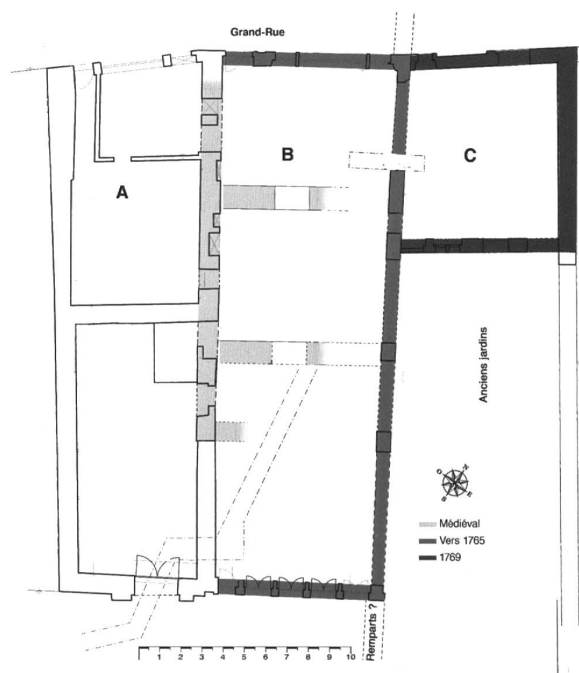 Grand-Rue
A
B
C
Anciens jardins
N
E
S
O
Médiéval
Vers 1765
1769
Remparts ?
1 2 3 4 5 6 7 8 9 10